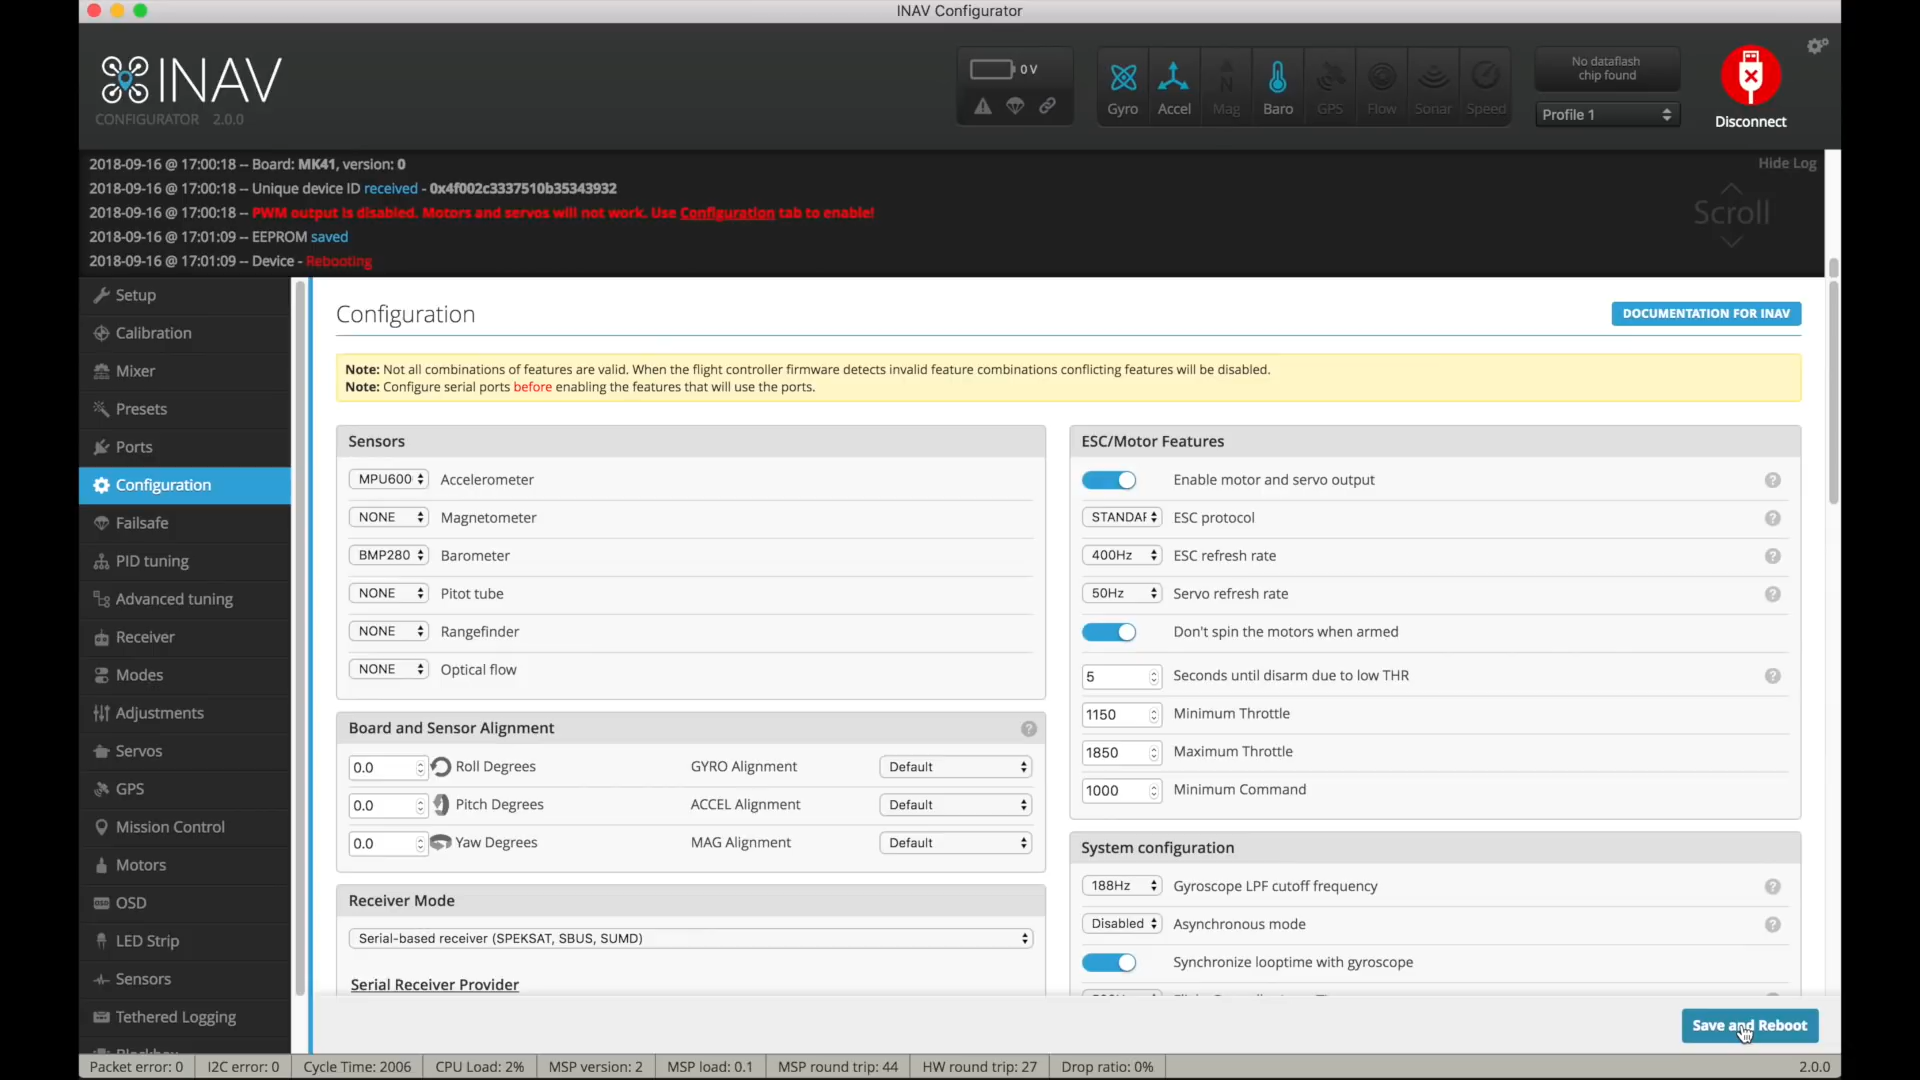 INAV Configurator
INAV
CONFIGURATOR 2.0.0
0 V
Gyro Accel Mag Baro GPS Flow Sonar Speed
No dataflash
chip found
Profile 1
Disconnect
2018-09-16 @ 17:00:18 -- Board: MK41, version: 0
2018-09-16 @ 17:00:18 -- Unique device ID received - 0x4f002c3337510b35343932
2018-09-16 @ 17:00:18 -- PWM output is disabled. Motors and servos will not work. Use Configuration tab to enable!
2018-09-16 @ 17:01:09 -- EEPROM saved
2018-09-16 @ 17:01:09 -- Device - Rebooting
Hide Log
Scroll
Setup
Calibration
Mixer
Presets
Ports
Configuration
Failsafe
PID tuning
Advanced tuning
Receiver
Modes
Adjustments
Servos
GPS
Mission Control
Motors
OSD
LED Strip
Sensors
Tethered Logging
Configuration
DOCUMENTATION FOR INAV
Note: Not all combinations of features are valid. When the flight controller firmware detects invalid feature combinations conflicting features will be disabled.
Note: Configure serial ports before enabling the features that will use the ports.
Sensors
MPU600 Accelerometer
NONE Magnetometer
BMP280 Barometer
NONE Pitot tube
NONE Rangefinder
NONE Optical flow
Board and Sensor Alignment
0.0 Roll Degrees GYRO Alignment Default
0.0 Pitch Degrees ACCEL Alignment Default
0.0 Yaw Degrees MAG Alignment Default
Receiver Mode
Serial-based receiver (SPEKSAT, SBUS, SUMD)
Serial Receiver Provider
ESC/Motor Features
Enable motor and servo output
STANDAR ESC protocol
400Hz ESC refresh rate
50Hz Servo refresh rate
Don't spin the motors when armed
5 Seconds until disarm due to low THR
1150 Minimum Throttle
1850 Maximum Throttle
1000 Minimum Command
System configuration
188Hz Gyroscope LPF cutoff frequency
Disabled Asynchronous mode
Synchronize looptime with gyroscope
Save and Reboot
Packet error: 0 I2C error: 0 Cycle Time: 2006 CPU Load: 2% MSP version: 2 MSP load: 0.1 MSP round trip: 44 HW round trip: 27 Drop ratio: 0% 2.0.0